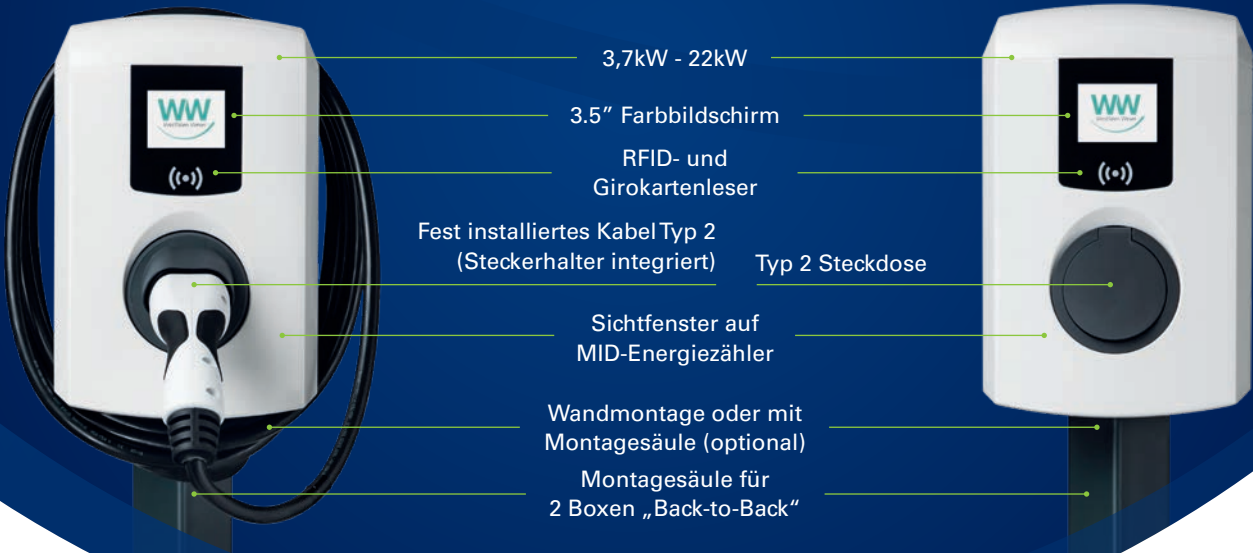 3,7kW - 22kW
3.5” Farbbildschirm
RFID- und
Girokartenleser
Fest installiertes Kabel Typ 2
(Steckerhalter integriert)
Typ 2 Steckdose
Sichtfenster auf
MID-Energiezähler
Wandmontage oder mit
Montagesäule (optional)
Montagesäule für
2 Boxen „Back-to-Back“
WW
WW